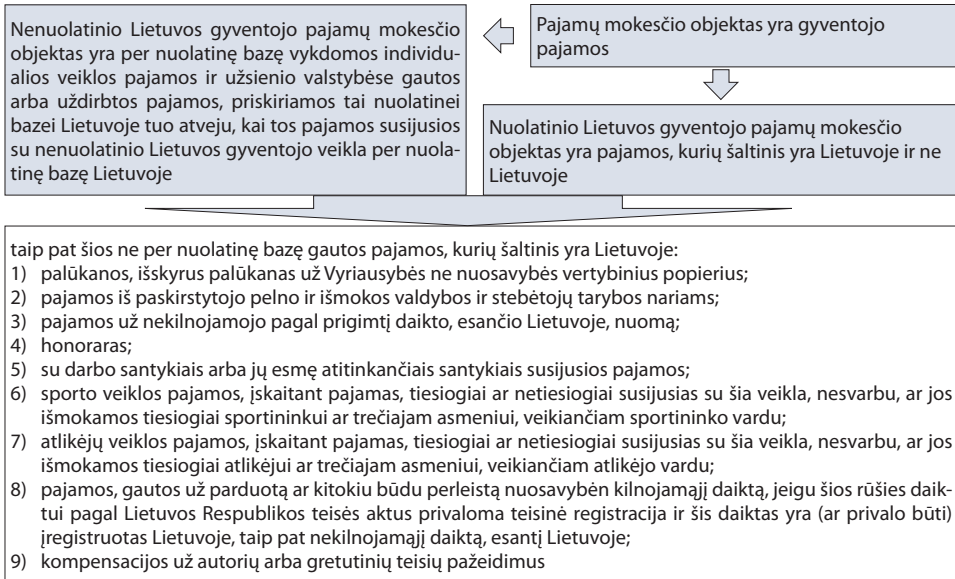 Pajamų mokesčio objektas yra gyventojo
pajamos
Nenuolatinio Lietuvos gyventojo pajamų mokesčio
objektas yra per nuolatinę bazę vykdomos individu-
alios veiklos pajamos ir užsienio valstybėse gautos
arba uždirbtos pajamos, priskiriamos tai nuolatinei
bazei Lietuvoje tuo atveju, kai tos pajamos susijusios
su nenuolatinio Lietuvos gyventojo veikla per nuola-
tinę bazę Lietuvoje
Nuolatinio Lietuvos gyventojo pajamų mokesčio
objektas yra pajamos, kurių šaltinis yra Lietuvoje ir ne
Lietuvoje
taip pat šios ne per nuolatinę bazę gautos pajamos, kurių šaltinis yra Lietuvoje:
1) palūkanos, išskyrus palūkanas už Vyriausybės ne nuosavybės vertybinius popierius;
2) pajamos iš paskirstytojo pelno ir išmokos valdybos ir stebėtojų tarybos nariams;
3) pajamos už nekilnojamojo pagal prigimtį daikto, esančio Lietuvoje, nuomą;
4) honoraras;
5) su darbo santykiais arba jų esmę atitinkančiais santykiais susijusios pajamos;
6) sporto veiklos pajamos, įskaitant pajamas, tiesiogiai ar netiesiogiai susijusias su šia veikla, nesvarbu, ar jos
išmokamos tiesiogiai sportininkui ar trečiajam asmeniui, veikiančiam sportininko vardu;
7) atlikėjų veiklos pajamos, įskaitant pajamas, tiesiogiai ar netiesiogiai susijusias su šia veikla, nesvarbu, ar jos
išmokamos tiesiogiai atlikėjui ar trečiajam asmeniui, veikiančiam atlikėjo vardu;
8) pajamos, gautos už parduotą ar kitokiu būdu perleistą nuosavybėn kilnojamąjį daiktą, jeigu šios rūšies daik-
tui pagal Lietuvos Respublikos teisės aktus privaloma teisinė registracija ir šis daiktas yra (ar privalo būti)
įregistruotas Lietuvoje, taip pat nekilnojamąjį daiktą, esantį Lietuvoje;
9) kompensacijos už autorių arba gretutinių teisių pažeidimus